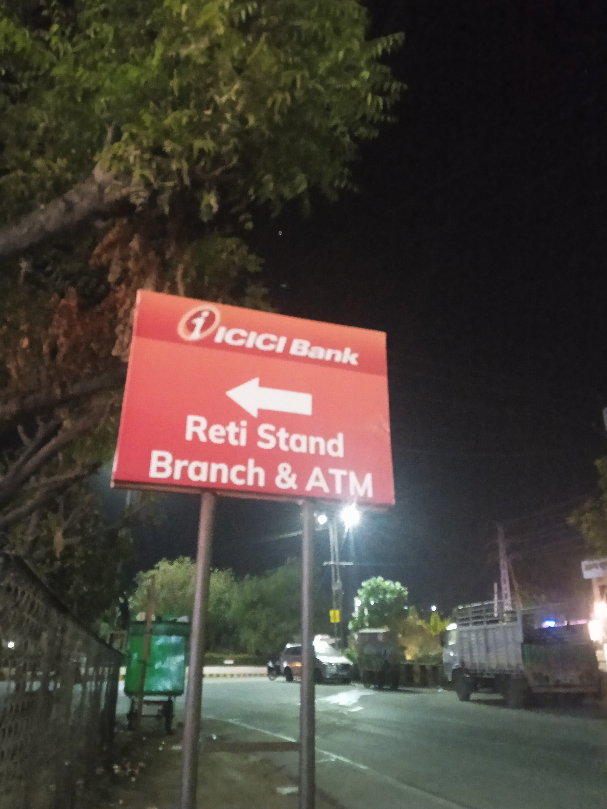 i ICICI Bank
Reti Stand
Branch & ATM